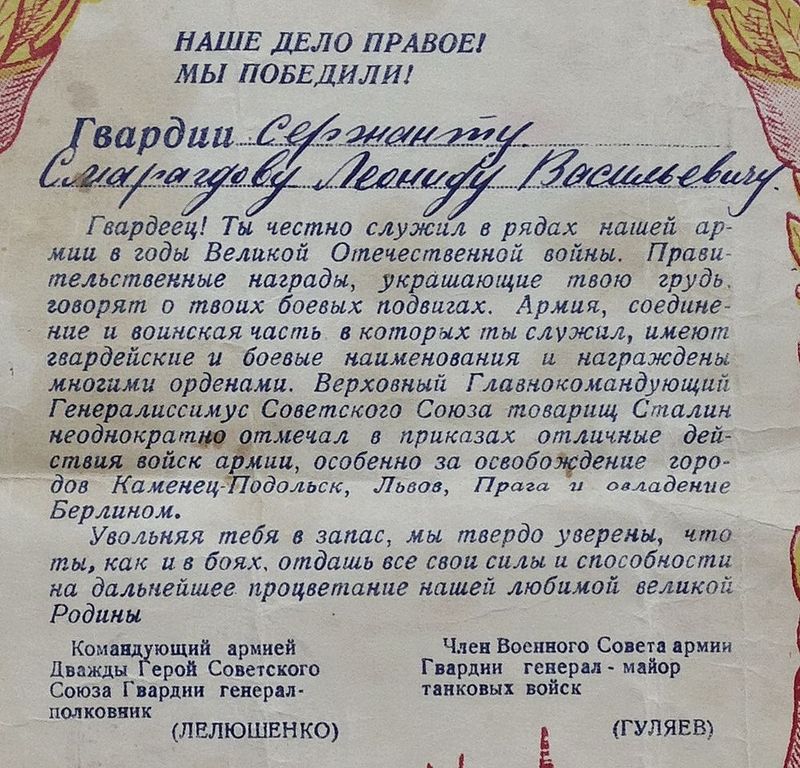 НАШЕ ДЕЛО ПРАВОЕ!
МЫ ПОБЕДИЛИ!
Гвардии сержанту
Смарагдову Леониду Васильевичу.
Гвардеец! Ты честно служил в рядах нашей ар-
мии в годы Великой Отечественной войны. Прави-
тельственные награды, украшающие твою грудь,
говорят о твоих боевых подвигах. Армия, соедине-
ние и воинская часть в которых ты служил, имеют
гвардейские и боевые наименования и награждены
многими орденами. Верховный Главнокомандующий
Генералиссимус Советского Союза товарищ Сталин
неоднократно отмечал в приказах отличные дей-
ствия войск армии, особенно за освобождение горо-
дов Каменец-Подольск, Львов, Прага и овладение
Берлином.
Увольняя тебя в запас, мы твердо уверены, что
ты, как и в боях, отдашь все свои силы и способности
на дальнейшее процветание нашей любимой великой
Родины
Командующий армией
Дважды Герой Советского
Союза Гвардии генерал-
полковник
(ЛЕЛЮШЕНКО)
Член Военного Совета армии
Гвардии генерал-майор
танковых войск
(ГУЛЯЕВ)